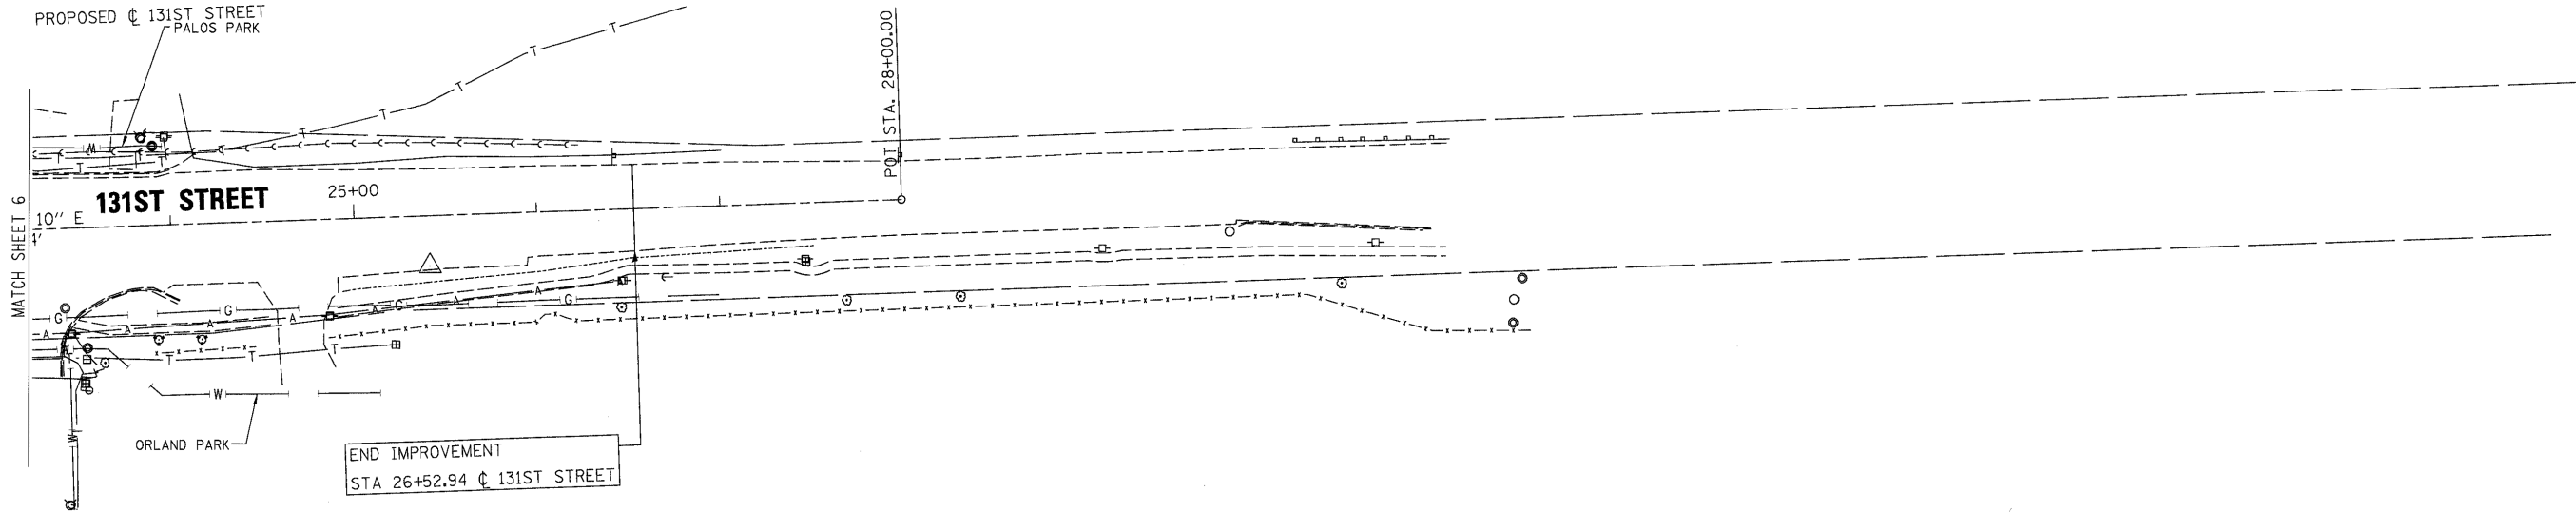 PROPOSED ℄ 131ST STREET
PALOS PARK
POT STA. 28+00.00
MATCH SHEET 6
131ST STREET
25+00
10'' E
ORLAND PARK
END IMPROVEMENT
STA 26+52.94 ℄ 131ST STREET
T
T
T
T
T
M
T
T
T
G
G
G
G
A
A
A
A
A
A
T
T
T
W
W